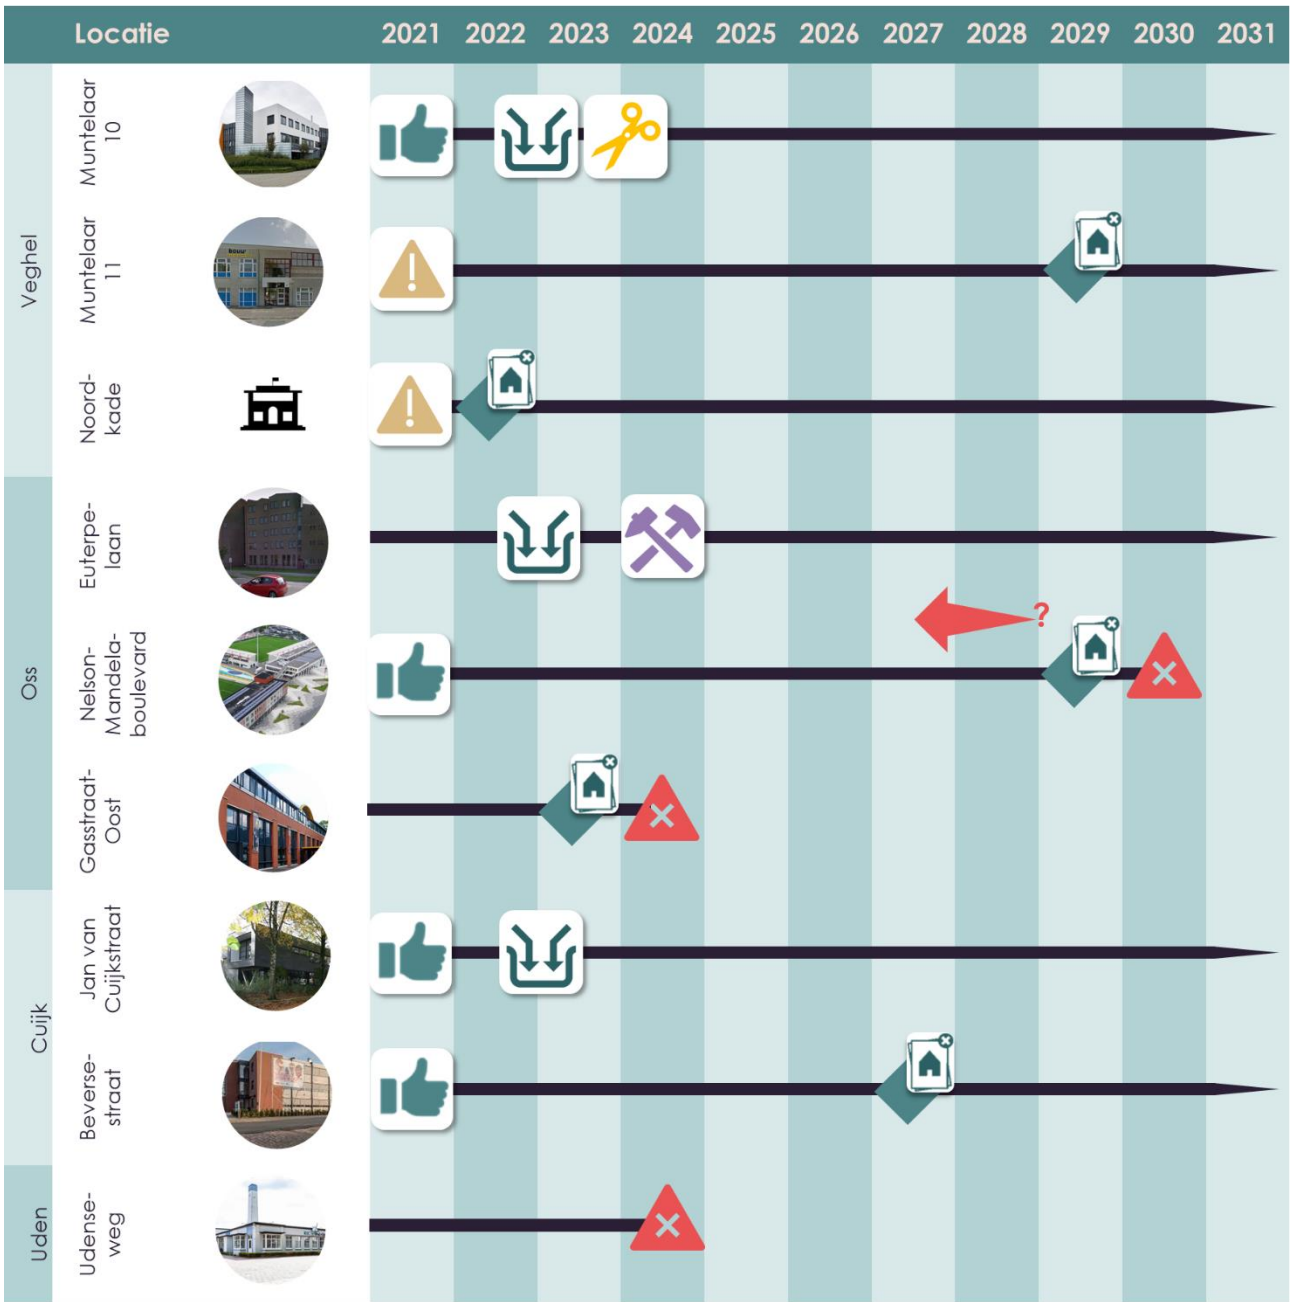 Locatie 2021 2022 2023 2024 2025 2026 2027 2028 2029 2030 2031
Veghel
Muntelaar
10
Muntelaar
11
Noord-
kade
Oss
Euterpe-
laan
?
Nelson-
Mandela-
boulevard
Gasstraat-
Oost
Cuijk
Jan van
Cuijkstraat
Beverse-
straat
Uden
Udense-
weg